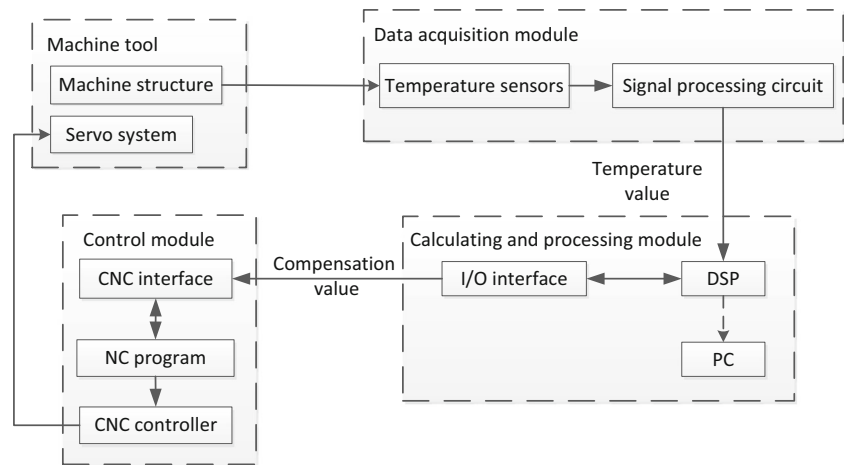 Machine tool
Machine structure
Servo system
Data acquisition module
Temperature sensors
Signal processing circuit
Temperature
value
Control module
CNC interface
NC program
CNC controller
Compensation
value
Calculating and processing module
I/O interface
DSP
PC